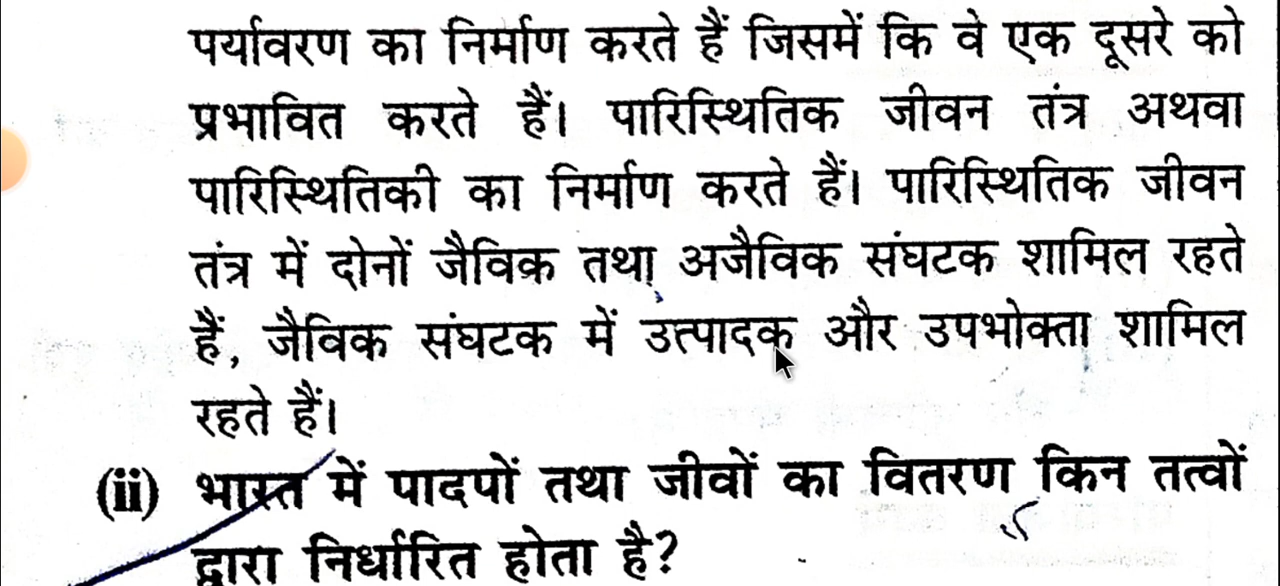 पर्यावरण का निर्माण करते हैं जिसमें कि वे एक दूसरे को
प्रभावित करते हैं। पारिस्थितिक जीवन तंत्र अथवा
पारिस्थितिकी का निर्माण करते हैं। पारिस्थितिक जीवन
तंत्र में दोनों जैविक तथा अजैविक संघटक शामिल रहते
हैं, जैविक संघटक में उत्पादक और उपभोक्ता शामिल
रहते हैं।
(ii) भारत में पादपों तथा जीवों का वितरण किन तत्वों
द्वारा निर्धारित होता है?